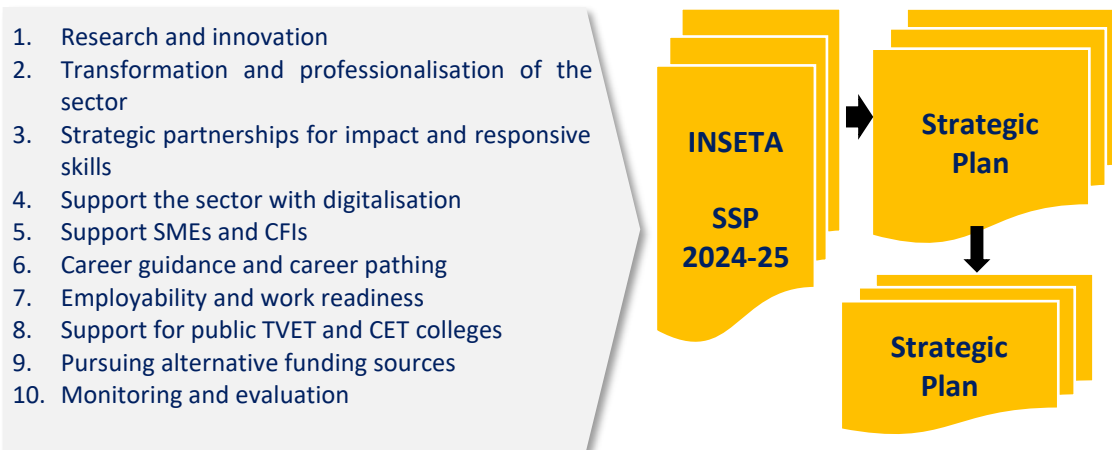 1. Research and innovation
2. Transformation and professionalisation of the
sector
3. Strategic partnerships for impact and responsive
skills
4. Support the sector with digitalisation
5. Support SMEs and CFIs
6. Career guidance and career pathing
7. Employability and work readiness
8. Support for public TVET and CET colleges
9. Pursuing alternative funding sources
10. Monitoring and evaluation
INSETA
SSP
2024-25
Strategic
Plan
Strategic
Plan